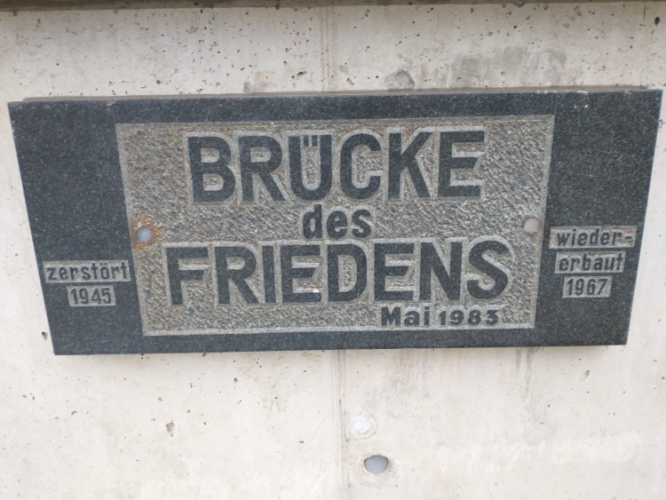 BRÜCKE
des
FRIEDENS
Mai 1983
zerstört
1945
wieder-
erbaut
1967